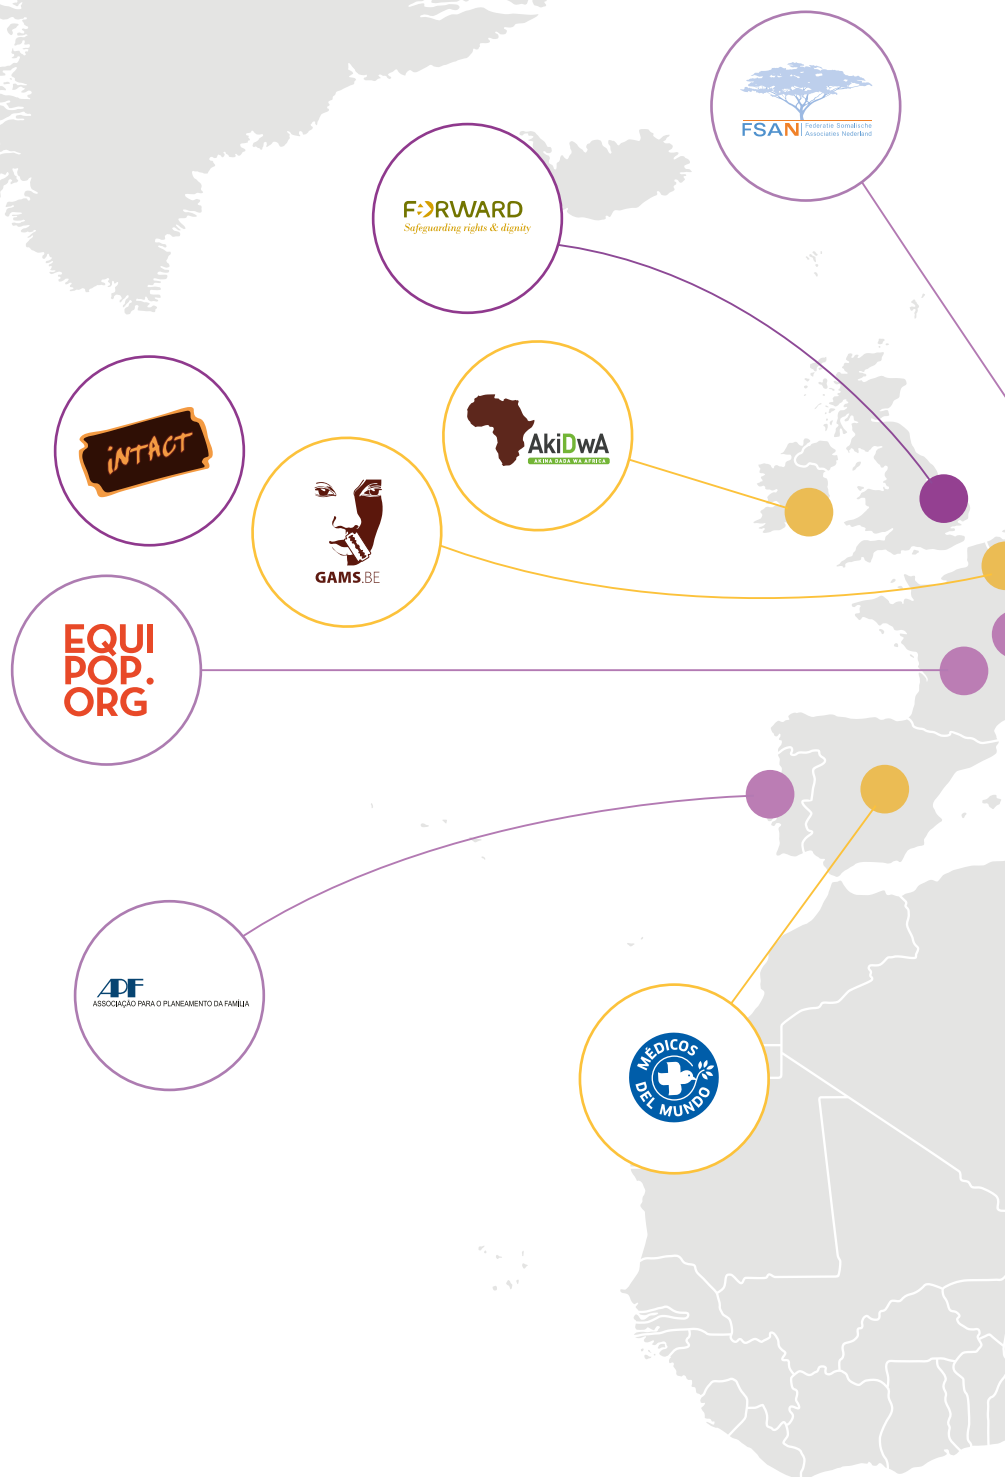 FSAN
Federatie Somalische
Associaties Nederland
FORWARD
Safeguarding rights & dignity
iNTACT
AkiDwA
AKINA DADA WA AFRICA
GAMS.BE
EQUI
POP.
ORG
APF
ASSOCIAÇÃO PARA O PLANEAMENTO DA FAMÍLIA
MÉDICOS
DEL MUNDO